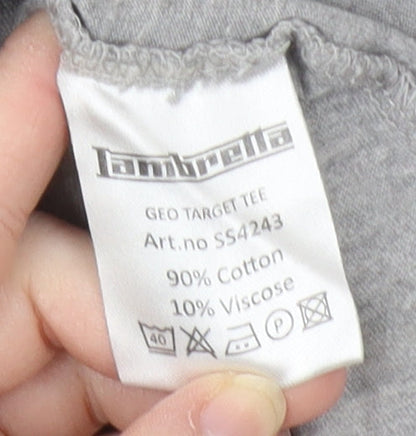 Lambretta
GEO TARGET TEE
Art.no SS4243
90% Cotton
10% Viscose
40 P